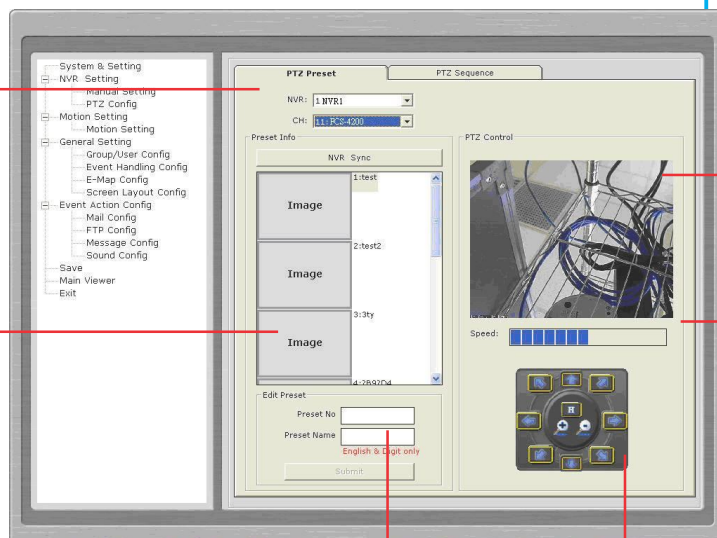 System & Setting
NVR Setting
Manual Setting
PTZ Config
Motion Setting
Motion Setting
General Setting
Group/User Config
Event Handling Config
E-Map Config
Screen Layout Config
Event Action Config
Mail Config
FTP Config
Message Config
Sound Config
Save
Main Viewer
Exit
PTZ Preset
PTZ Sequence
NVR: 1 NVR1
CH: 11: FCS-4200
Preset Info
NVR Sync
Image
1:test
Image
2:test2
Image
3:3ty
Edit Preset
Preset No
Preset Name
English & Digit only
Submit
PTZ Control
Speed:
H